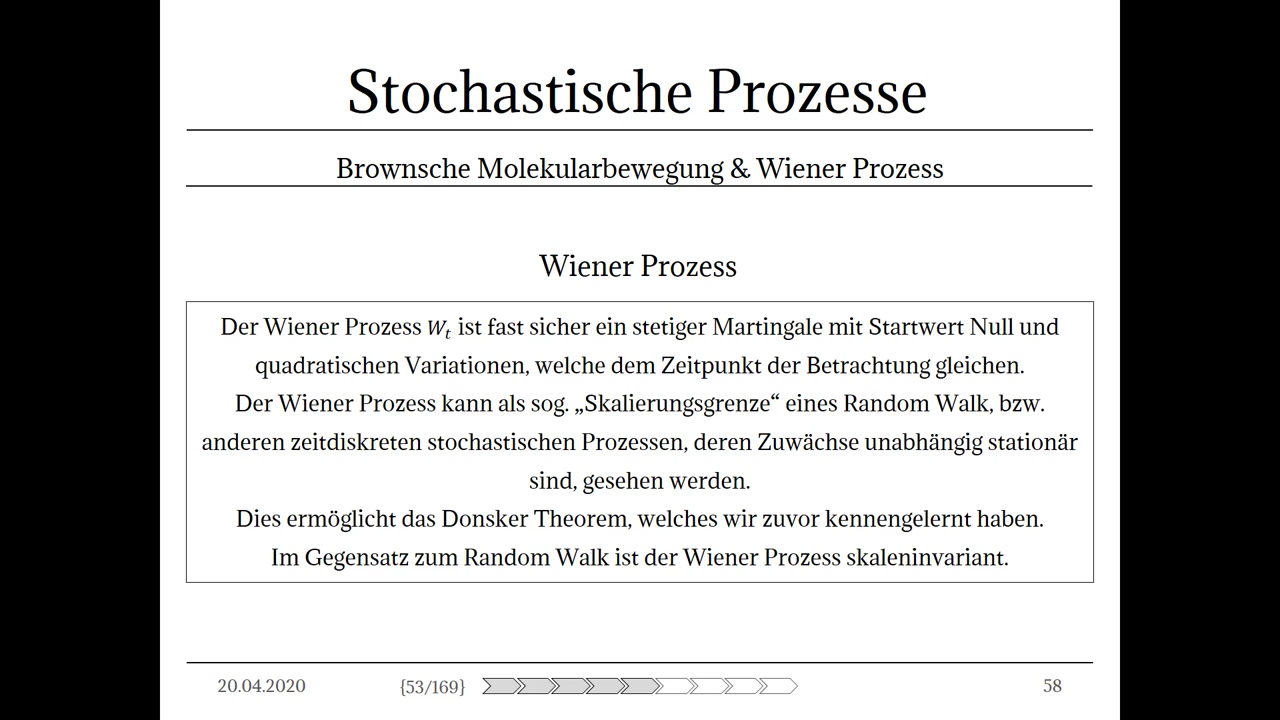 Stochastische Prozesse
Brownsche Molekularbewegung & Wiener Prozess
Wiener Prozess
Der Wiener Prozess W_t ist fast sicher ein stetiger Martingale mit Startwert Null und
quadratischen Variationen, welche dem Zeitpunkt der Betrachtung gleichen.
Der Wiener Prozess kann als sog. „Skalierungsgrenze“ eines Random Walk, bzw.
anderen zeitdiskreten stochastischen Prozessen, deren Zuwächse unabhängig stationär
sind, gesehen werden.
Dies ermöglicht das Donsker Theorem, welches wir zuvor kennengelernt haben.
Im Gegensatz zum Random Walk ist der Wiener Prozess skaleninvariant.
20.04.2020 {53/169} 58